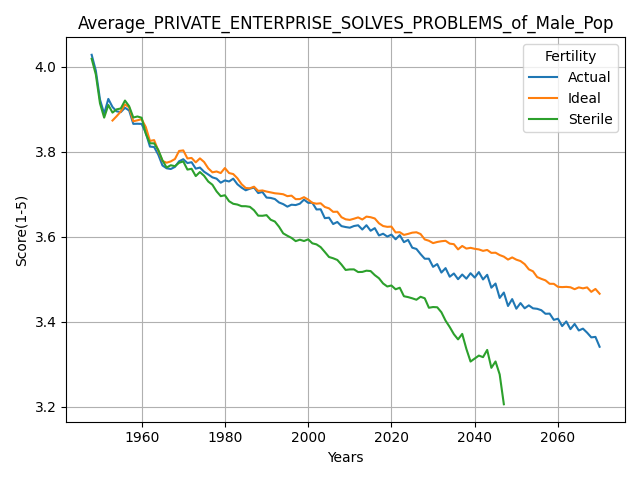 Average_PRIVATE_ENTERPRISE_SOLVES_PROBLEMS_of_Male_Pop
Fertility
Actual
Ideal
Sterile
Score(1-5)
4.0
3.8
3.6
3.4
3.2
1960 1980 2000 2020 2040 2060
Years